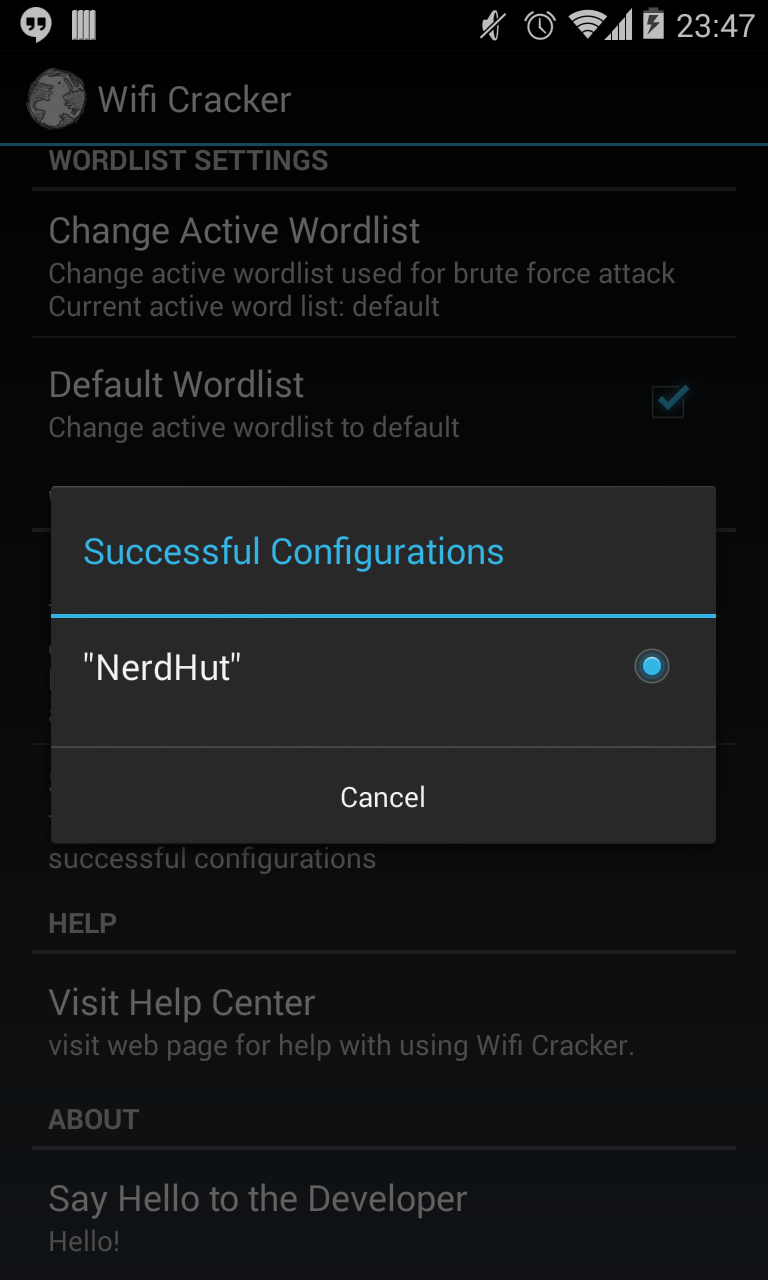 23:47
Wifi Cracker
WORDLIST SETTINGS
Change Active Wordlist
Change active wordlist used for brute force attack
Current active word list: default
Default Wordlist
Change active wordlist to default
Successful Configurations
"NerdHut"
Cancel
successful configurations
HELP
Visit Help Center
visit web page for help with using Wifi Cracker.
ABOUT
Say Hello to the Developer
Hello!